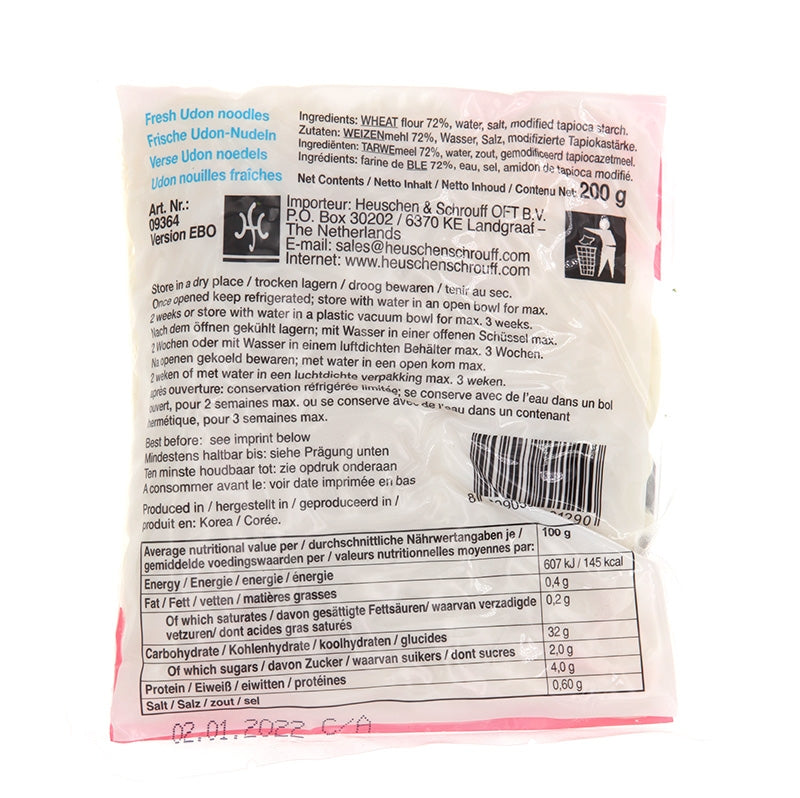 Fresh Udon noodles
Frische Udon-Nudeln
Verse Udon noedels
Udon nouilles fraîches
Ingredients: WHEAT flour 72%, water, salt, modified tapioca starch.
Zutaten: WEIZENmehl 72%, Wasser, Salz, modifizierte Tapiokastärke.
Ingrediënten: TARWEmeel 72%, water, zout, gemodificeerd tapiocazetmeel.
Ingrédients: farine de BLE 72%, eau, sel, amidon de tapioca modifié.
Net Contents / Netto Inhalt / Netto Inhoud / Contenu Net: 200 g
Art. Nr.:
09364
Version EBO
Importeur: Heuschen & Schrouff OFT B.V.
P.O. Box 30202 / 6370 KE Landgraaf –
The Netherlands
E-mail: sales@heuschenschrouff.com
Internet: www.heuschenschrouff.com
Store in a dry place / trocken lagern / droog bewaren / tenir au sec.
Once opened keep refrigerated; store with water in an open bowl for max.
2 weeks or store with water in a plastic vacuum bowl for max. 3 weeks.
Nach dem öffnen gekühlt lagern; mit Wasser in einer offenen Schüssel max.
2 Wochen oder mit Wasser in einem luftdichten Behälter max. 3 Wochen.
Na openen gekoeld bewaren; met water in een open kom max.
2 weken of met water in een luchtdichte verpakking max. 3 weken.
après ouverture: conservation réfrigérée limitée; se conserve avec de l'eau dans un bol
ouvert, pour 2 semaines max. ou se conserve avec de l'eau dans un contenant
hermétique, pour 3 semaines max.
Best before: see imprint below
Mindestens haltbar bis: siehe Prägung unten
Ten minste houdbaar tot: zie opdruk onderaan
A consommer avant le: voir date imprimée en bas
Produced in / hergestellt in / geproduceerd in /
produit en: Korea / Corée.
Average nutritional value per / durchschnittliche Nährwertangaben je /
gemiddelde voedingswaarden per / valeurs nutritionnelles moyennes par:
100 g
Energy / Energie / energie / énergie
607 kJ / 145 kcal
Fat / Fett / vetten / matières grasses
0,4 g
Of which saturates / davon gesättigte Fettsäuren/ waarvan verzadigde
vetzuren/ dont acides gras saturés
0,2 g
Carbohydrate / Kohlenhydrate / koolhydraten / glucides
32 g
Of which sugars / davon Zucker / waarvan suikers / dont sucres
2,0 g
Protein / Eiweiß / eiwitten / protéines
4,0 g
Salt / Salz / zout / sel
0,60 g
02.01.2022 C/A